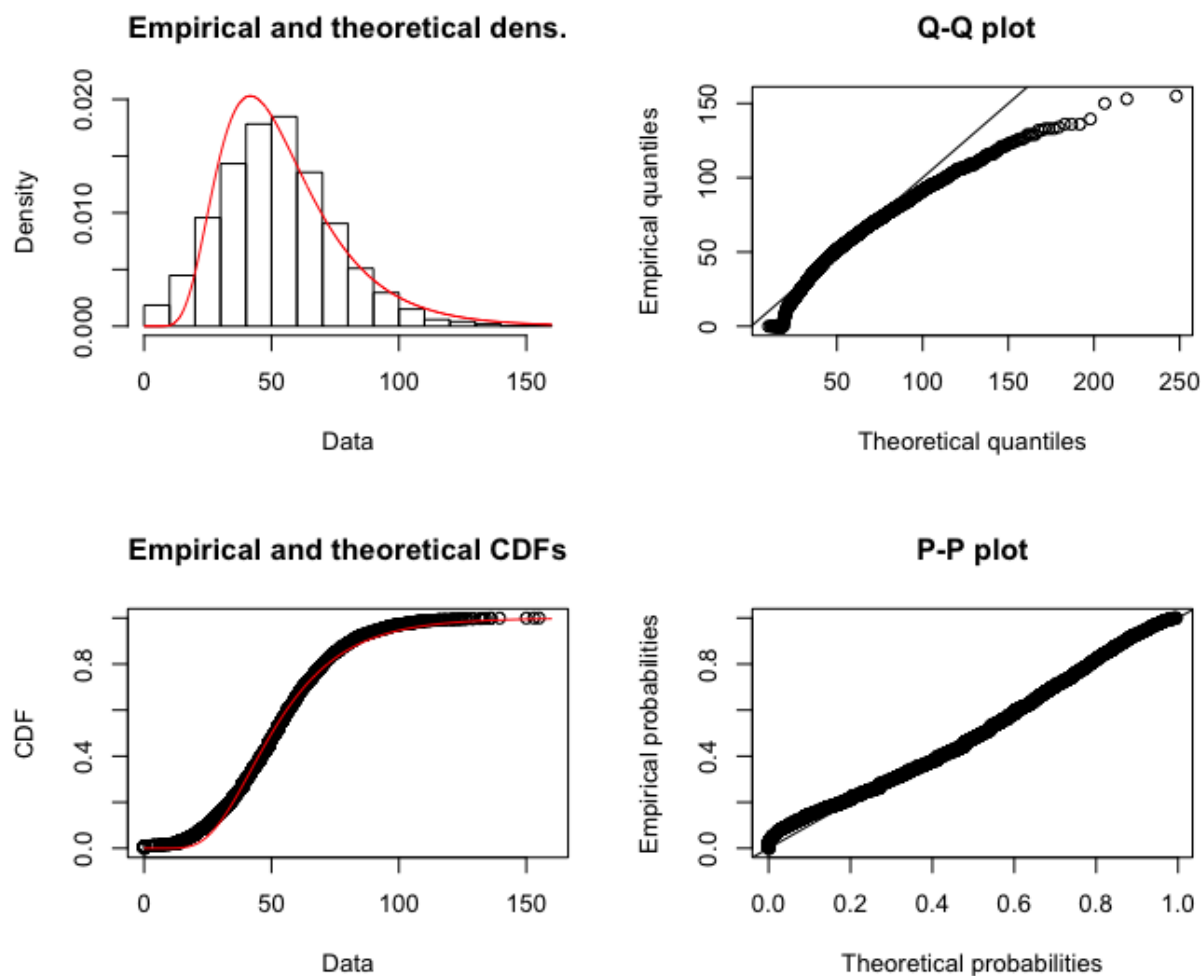 Empirical and theoretical dens.
Density
0.000
0.010
0.020
0
50
100
150
Data
Q-Q plot
Empirical quantiles
0
50
100
150
50
100
150
200
250
Theoretical quantiles
Empirical and theoretical CDFs
CDF
0.0
0.4
0.8
0
50
100
150
Data
P-P plot
Empirical probabilities
0.0
0.4
0.8
0.0
0.2
0.4
0.6
0.8
1.0
Theoretical probabilities